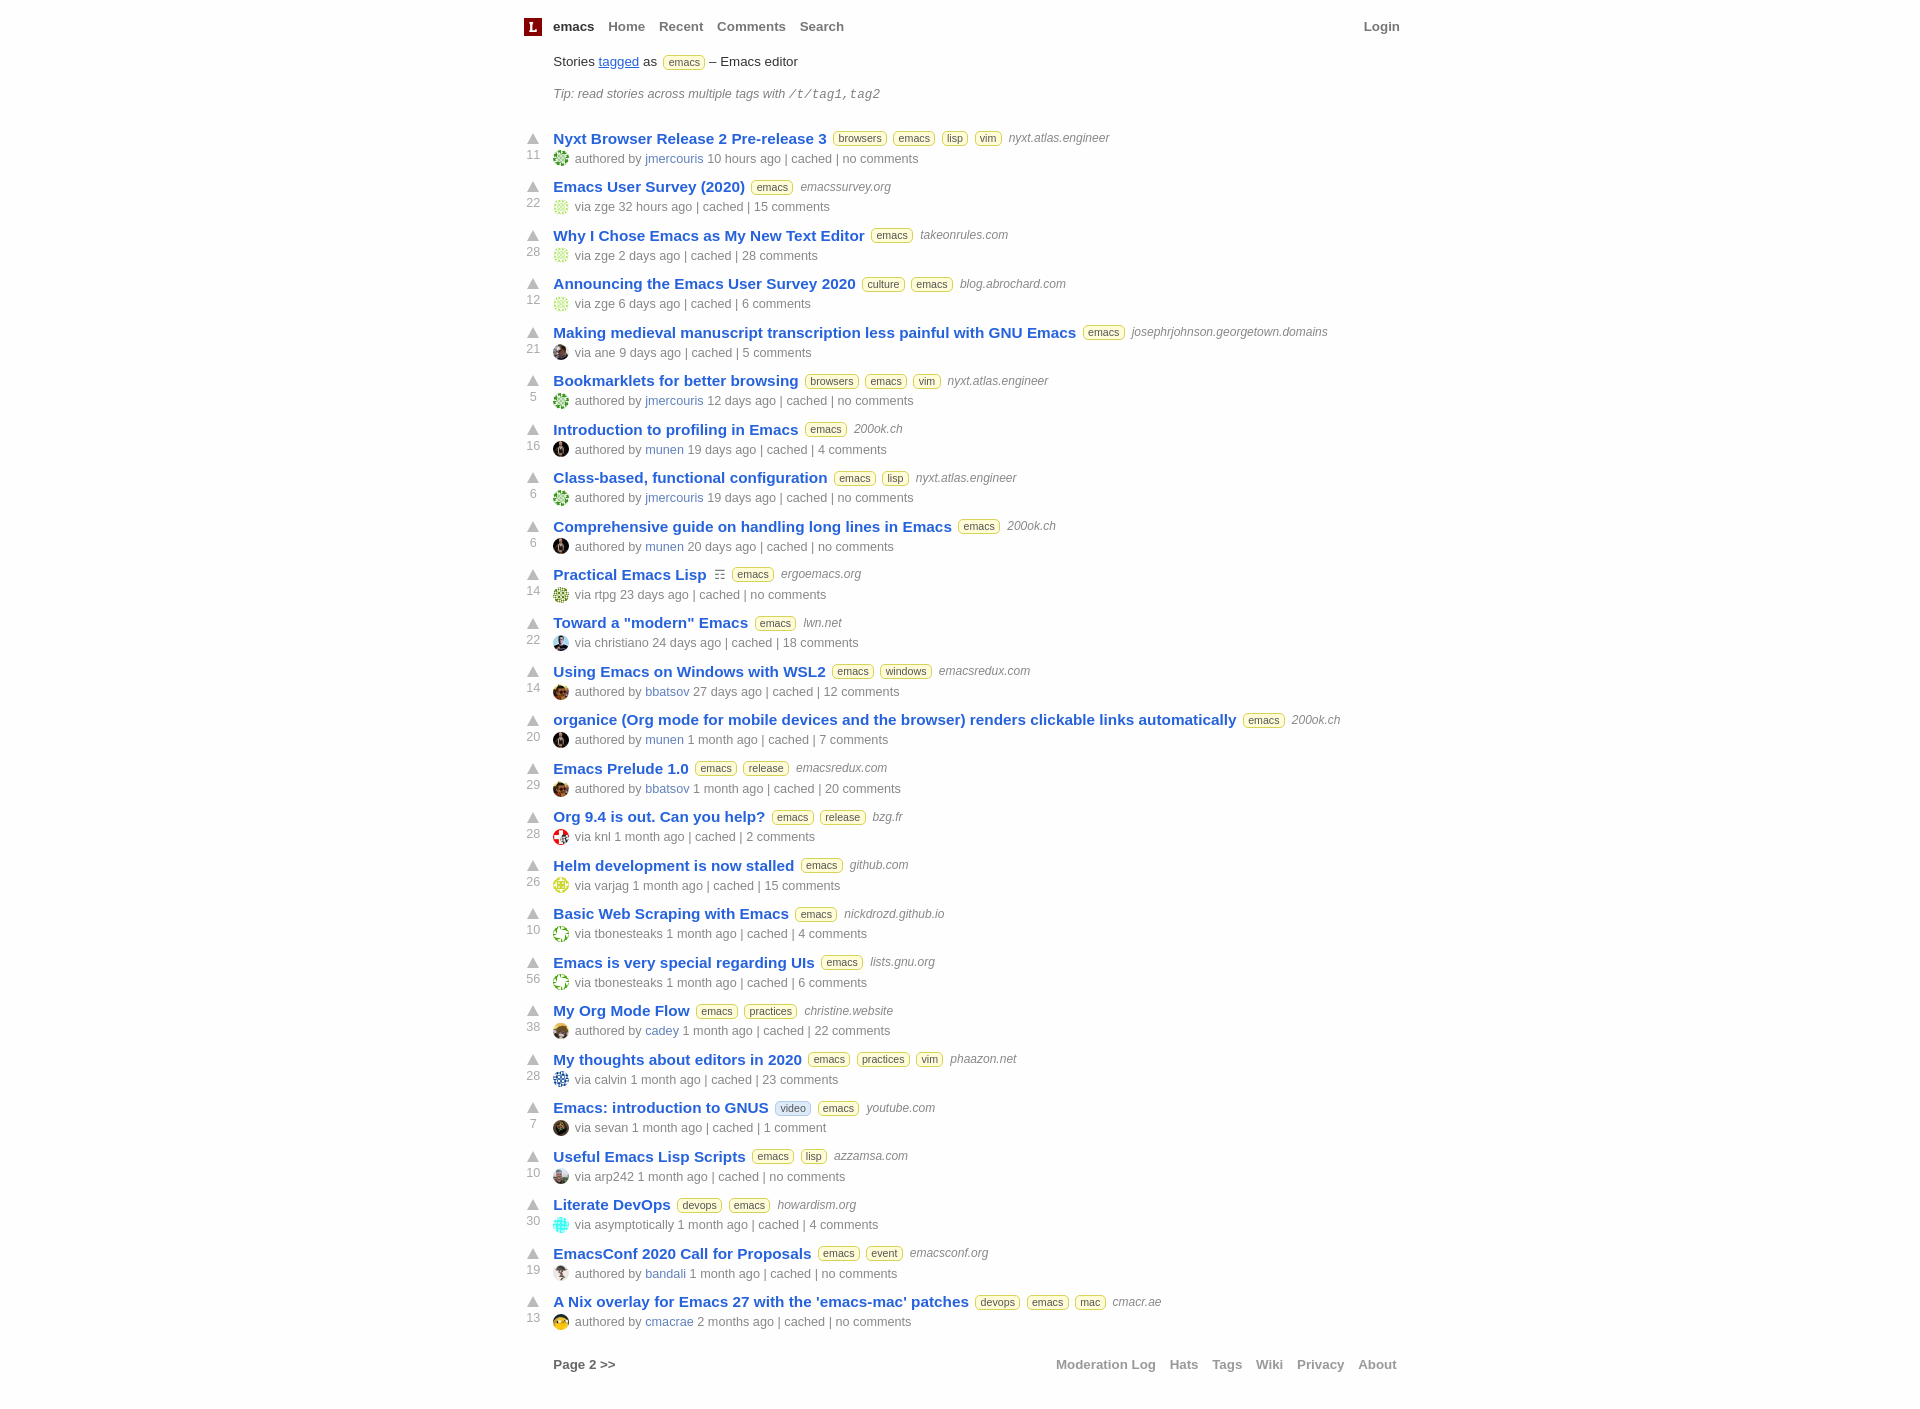 L emacs Home Recent Comments Search Login
Stories tagged as emacs – Emacs editor
Tip: read stories across multiple tags with /t/tag1,tag2
Nyxt Browser Release 2 Pre-release 3 browsers emacs lisp vim nyxt.atlas.engineer
11 authored by jmercouris 10 hours ago | cached | no comments
Emacs User Survey (2020) emacs emacssurvey.org
22 via zge 32 hours ago | cached | 15 comments
Why I Chose Emacs as My New Text Editor emacs takeonrules.com
28 via zge 2 days ago | cached | 28 comments
Announcing the Emacs User Survey 2020 culture emacs blog.abrochard.com
12 via zge 6 days ago | cached | 6 comments
Making medieval manuscript transcription less painful with GNU Emacs emacs josephrjohnson.georgetown.domains
21 via ane 9 days ago | cached | 5 comments
Bookmarklets for better browsing browsers emacs vim nyxt.atlas.engineer
5 authored by jmercouris 12 days ago | cached | no comments
Introduction to profiling in Emacs emacs 200ok.ch
16 authored by munen 19 days ago | cached | 4 comments
Class-based, functional configuration emacs lisp nyxt.atlas.engineer
6 authored by jmercouris 19 days ago | cached | no comments
Comprehensive guide on handling long lines in Emacs emacs 200ok.ch
6 authored by munen 20 days ago | cached | no comments
Practical Emacs Lisp ☶ emacs ergoemacs.org
14 via rtpg 23 days ago | cached | no comments
Toward a "modern" Emacs emacs lwn.net
22 via christiano 24 days ago | cached | 18 comments
Using Emacs on Windows with WSL2 emacs windows emacsredux.com
14 authored by bbatsov 27 days ago | cached | 12 comments
organice (Org mode for mobile devices and the browser) renders clickable links automatically emacs 200ok.ch
20 authored by munen 1 month ago | cached | 7 comments
Emacs Prelude 1.0 emacs release emacsredux.com
29 authored by bbatsov 1 month ago | cached | 20 comments
Org 9.4 is out. Can you help? emacs release bzg.fr
28 via knl 1 month ago | cached | 2 comments
Helm development is now stalled emacs github.com
26 via varjag 1 month ago | cached | 15 comments
Basic Web Scraping with Emacs emacs nickdrozd.github.io
10 via tbonesteaks 1 month ago | cached | 4 comments
Emacs is very special regarding UIs emacs lists.gnu.org
56 via tbonesteaks 1 month ago | cached | 6 comments
My Org Mode Flow emacs practices christine.website
38 authored by cadey 1 month ago | cached | 22 comments
My thoughts about editors in 2020 emacs practices vim phaazon.net
28 via calvin 1 month ago | cached | 23 comments
Emacs: introduction to GNUS video emacs youtube.com
7 via sevan 1 month ago | cached | 1 comment
Useful Emacs Lisp Scripts emacs lisp azzamsa.com
10 via arp242 1 month ago | cached | no comments
Literate DevOps devops emacs howardism.org
30 via asymptotically 1 month ago | cached | 4 comments
EmacsConf 2020 Call for Proposals emacs event emacsconf.org
19 authored by bandali 1 month ago | cached | no comments
A Nix overlay for Emacs 27 with the 'emacs-mac' patches devops emacs mac cmacr.ae
13 authored by cmacrae 2 months ago | cached | no comments
Page 2 >> Moderation Log Hats Tags Wiki Privacy About